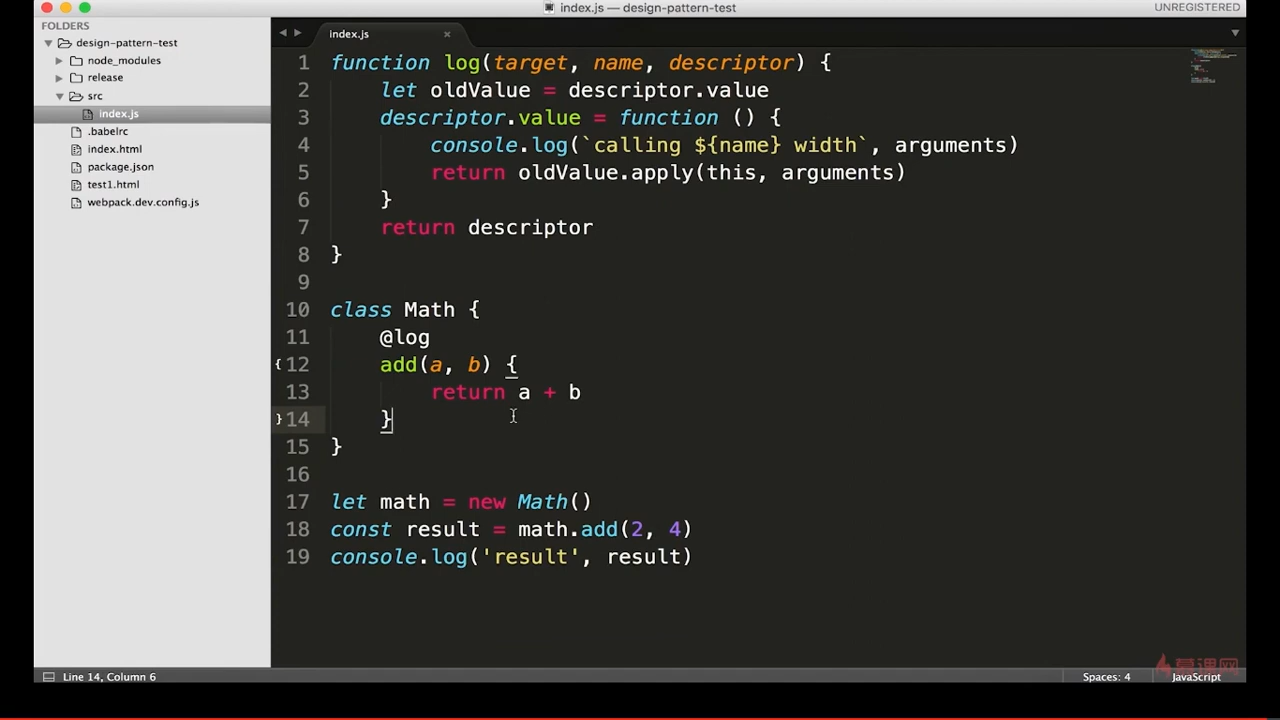 index.js — design-pattern-test
UNREGISTERED
FOLDERS
design-pattern-test
node_modules
release
src
index.js
.babelrc
index.html
package.json
test1.html
webpack.dev.config.js
index.js
1 function log(target, name, descriptor) {
2 let oldValue = descriptor.value
3 descriptor.value = function () {
4 console.log(`calling ${name} width`, arguments)
5 return oldValue.apply(this, arguments)
6 }
7 return descriptor
8 }
9
10 class Math {
11 @log
12 add(a, b) {
13 return a + b
14 }
15 }
16
17 let math = new Math()
18 const result = math.add(2, 4)
19 console.log('result', result)
慕课网
Line 14, Column 6
Spaces: 4
JavaScript